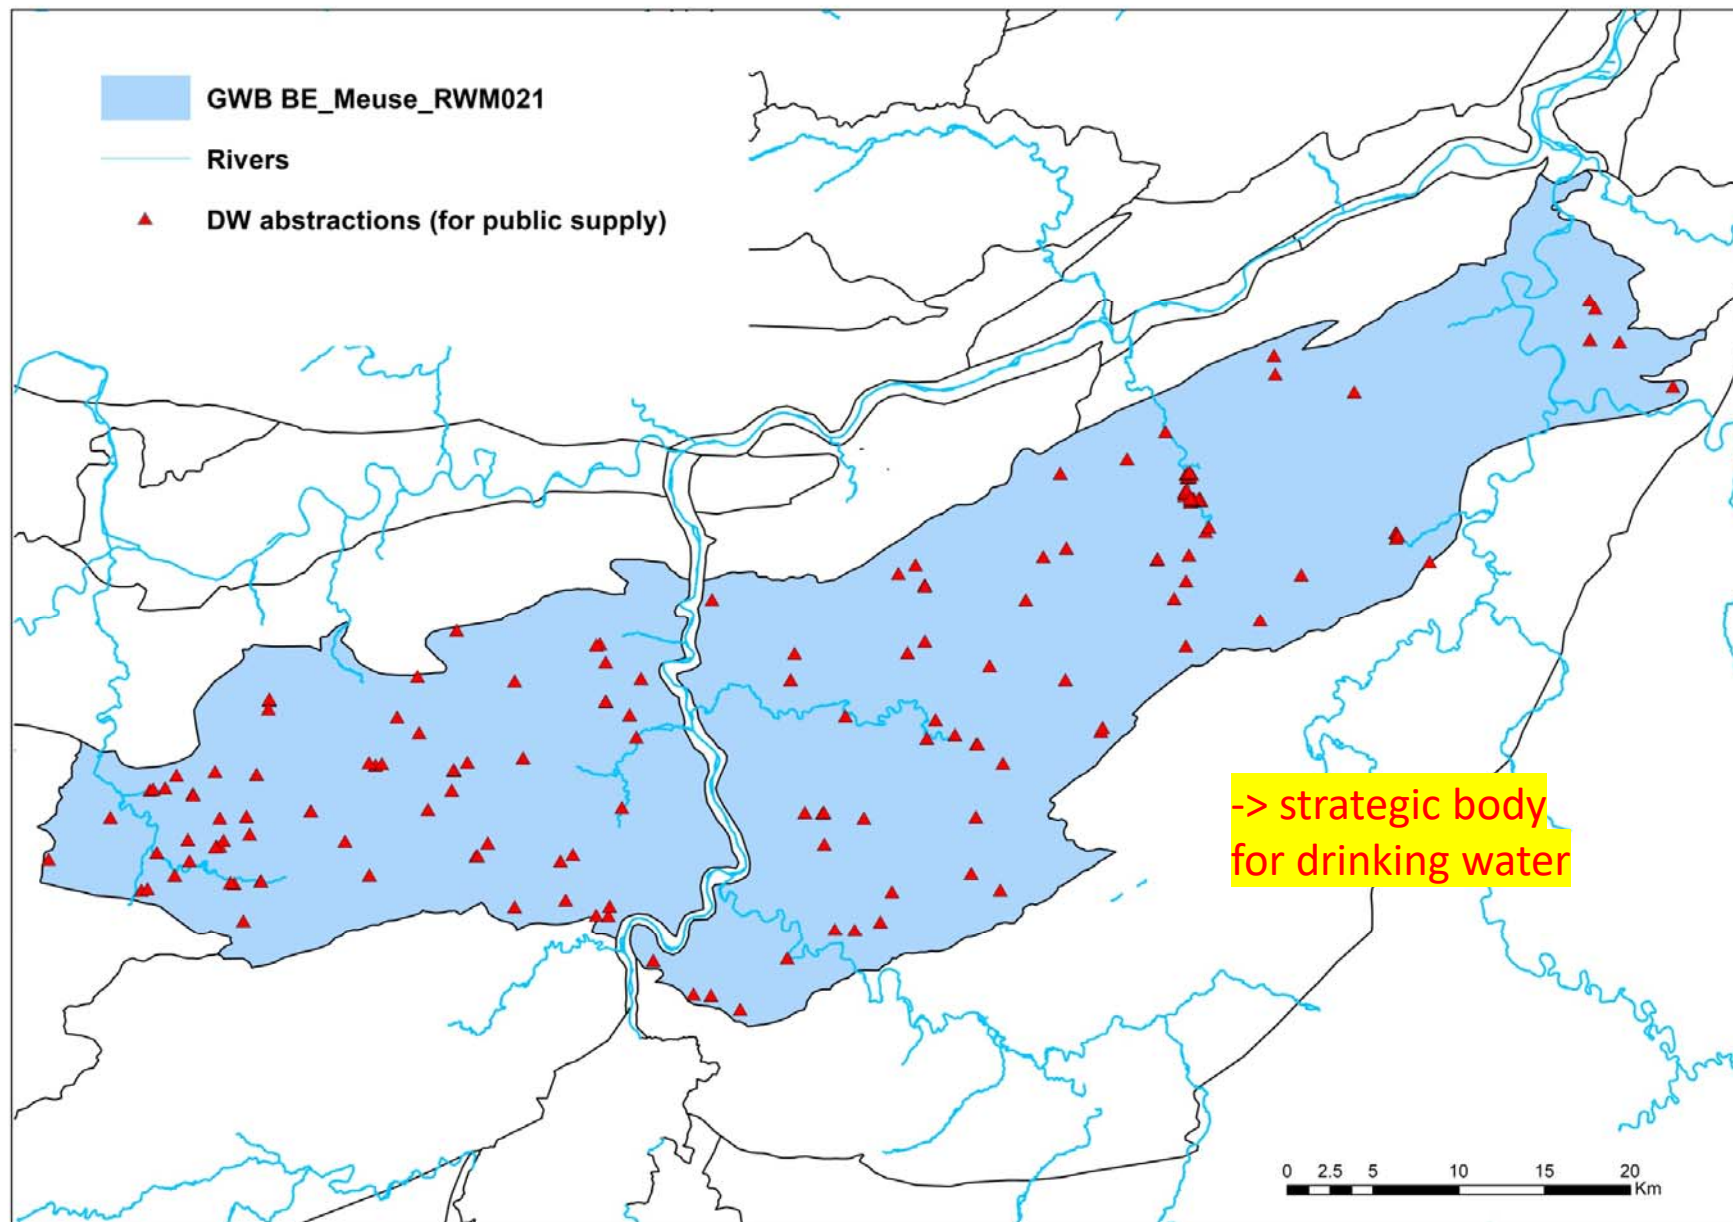 GWB BE_Meuse_RWM021
Rivers
DW abstractions (for public supply)
-> strategic body
for drinking water
0 2.5 5 10 15 20
Km